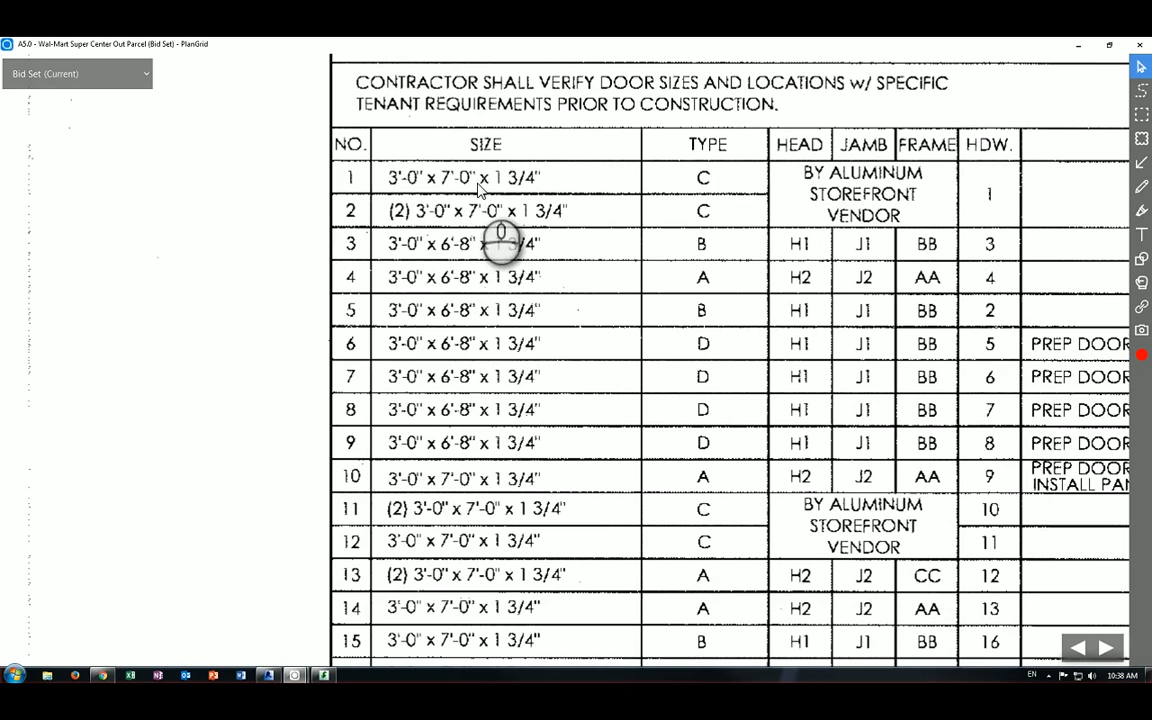 A5.0 - Wal-Mart Super Center Out Parcel (Bid Set) - PlanGrid
Bid Set (Current)
CONTRACTOR SHALL VERIFY DOOR SIZES AND LOCATIONS w/ SPECIFIC
TENANT REQUIREMENTS PRIOR TO CONSTRUCTION.
NO. SIZE TYPE HEAD JAMB FRAME HDW.
1 3'-0" x 7'-0" x 1 3/4" C BY ALUMINUM
STOREFRONT 1
2 (2) 3'-0" x 7'-0" x 1 3/4" C VENDOR
3 3'-0" x 6'-8" x 1 3/4" B H1 J1 BB 3
4 3'-0" x 6'-8" x 1 3/4" A H2 J2 AA 4
5 3'-0" x 6'-8" x 1 3/4" B H1 J1 BB 2
6 3'-0" x 6'-8" x 1 3/4" D H1 J1 BB 5 PREP DOOR
7 3'-0" x 6'-8" x 1 3/4" D H1 J1 BB 6 PREP DOOR
8 3'-0" x 6'-8" x 1 3/4" D H1 J1 BB 7 PREP DOOR
9 3'-0" x 6'-8" x 1 3/4" D H1 J1 BB 8 PREP DOOR
10 3'-0" x 7'-0" x 1 3/4" A H2 J2 AA 9 PREP DOOR
INSTALL PAN
11 (2) 3'-0" x 7'-0" x 1 3/4" C BY ALUMINUM 10
STOREFRONT
12 3'-0" x 7'-0" x 1 3/4" C VENDOR 11
13 (2) 3'-0" x 7'-0" x 1 3/4" A H2 J2 CC 12
14 3'-0" x 7'-0" x 1 3/4" A H2 J2 AA 13
15 3'-0" x 7'-0" x 1 3/4" B H1 J1 BB 16
EN 10:38 AM